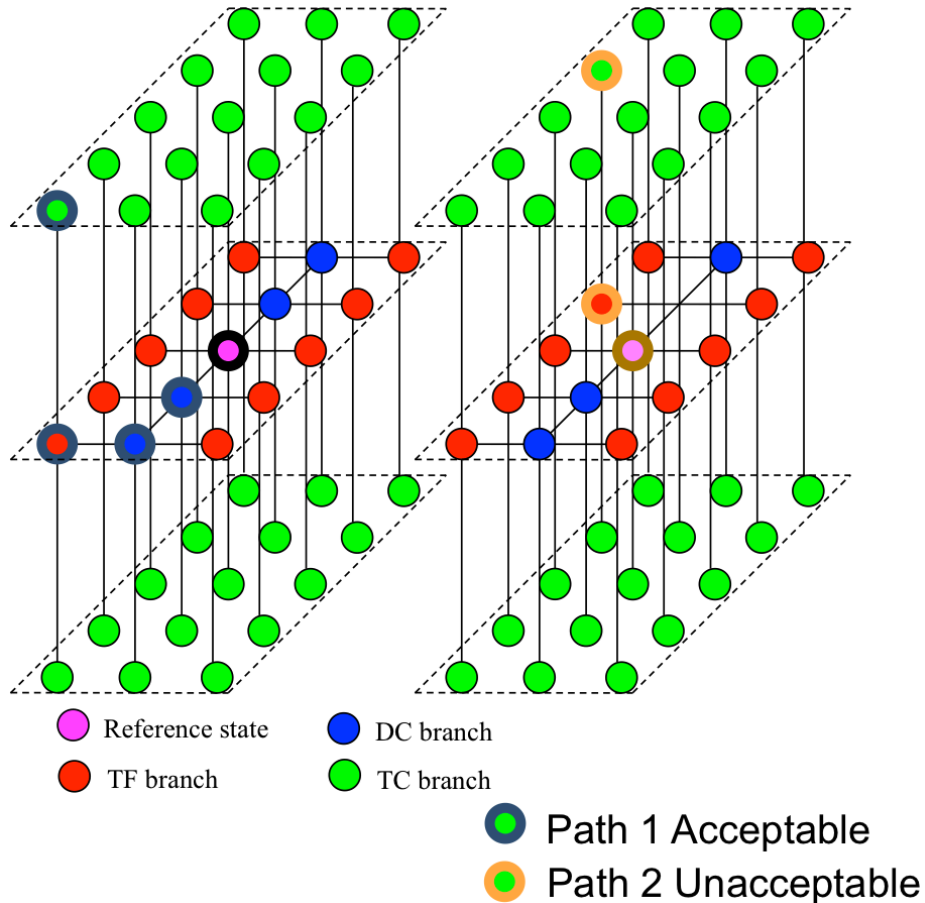 Reference state
DC branch
TF branch
TC branch
Path 1 Acceptable
Path 2 Unacceptable